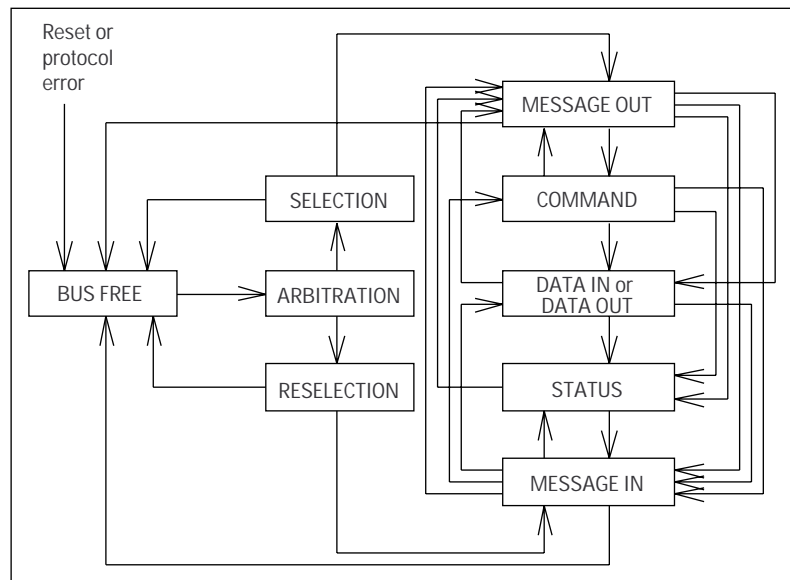 Reset or
protocol
error
MESSAGE OUT
SELECTION
COMMAND
BUS FREE
ARBITRATION
DATA IN or
DATA OUT
RESELECTION
STATUS
MESSAGE IN